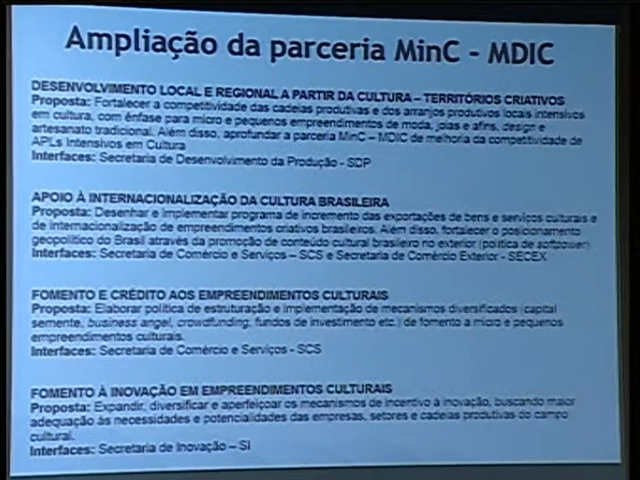 Ampliação da parceria MinC - MDIC
DESENVOLVIMENTO LOCAL E REGIONAL A PARTIR DA CULTURA – TERRITÓRIOS CRIATIVOS
Proposta: Fortalecer a competitividade das cadeias produtivas e dos arranjos produtivos locais intensivos
em cultura, com ênfase para micro e pequenos empreendimentos de moda, joias e afins, design e
artesanato tradicional. Além disso, aprofundar a parceria MinC – MDIC de melhoria da competitividade de
APLs Intensivos em Cultura
Interfaces: Secretaria de Desenvolvimento da Produção - SDP
APOIO À INTERNACIONALIZAÇÃO DA CULTURA BRASILEIRA
Proposta: Desenhar e implementar programa de incremento das exportações de bens e serviços culturais e
de internacionalização de empreendimentos criativos brasileiros. Além disso, fortalecer o posicionamento
geopolítico do Brasil através da promoção de conteúdo cultural brasileiro no exterior (política de softpower)
Interfaces: Secretaria de Comércio e Serviços – SCS e Secretaria de Comércio Exterior - SECEX
FOMENTO E CRÉDITO AOS EMPREENDIMENTOS CULTURAIS
Proposta: Elaborar política de estruturação e implementação de mecanismos diversificados (capital
semente, business angel, crowdfunding, fundos de investimento etc.) de fomento a micro e pequenos
empreendimentos culturais.
Interfaces: Secretaria de Comércio e Serviços - SCS
FOMENTO À INOVAÇÃO EM EMPREENDIMENTOS CULTURAIS
Proposta: Expandir, diversificar e aperfeiçoar os mecanismos de incentivo à inovação, buscando maior
adequação às necessidades e potencialidades das empresas, setores e cadeias produtivas do campo
cultural.
Interfaces: Secretaria de Inovação – SI